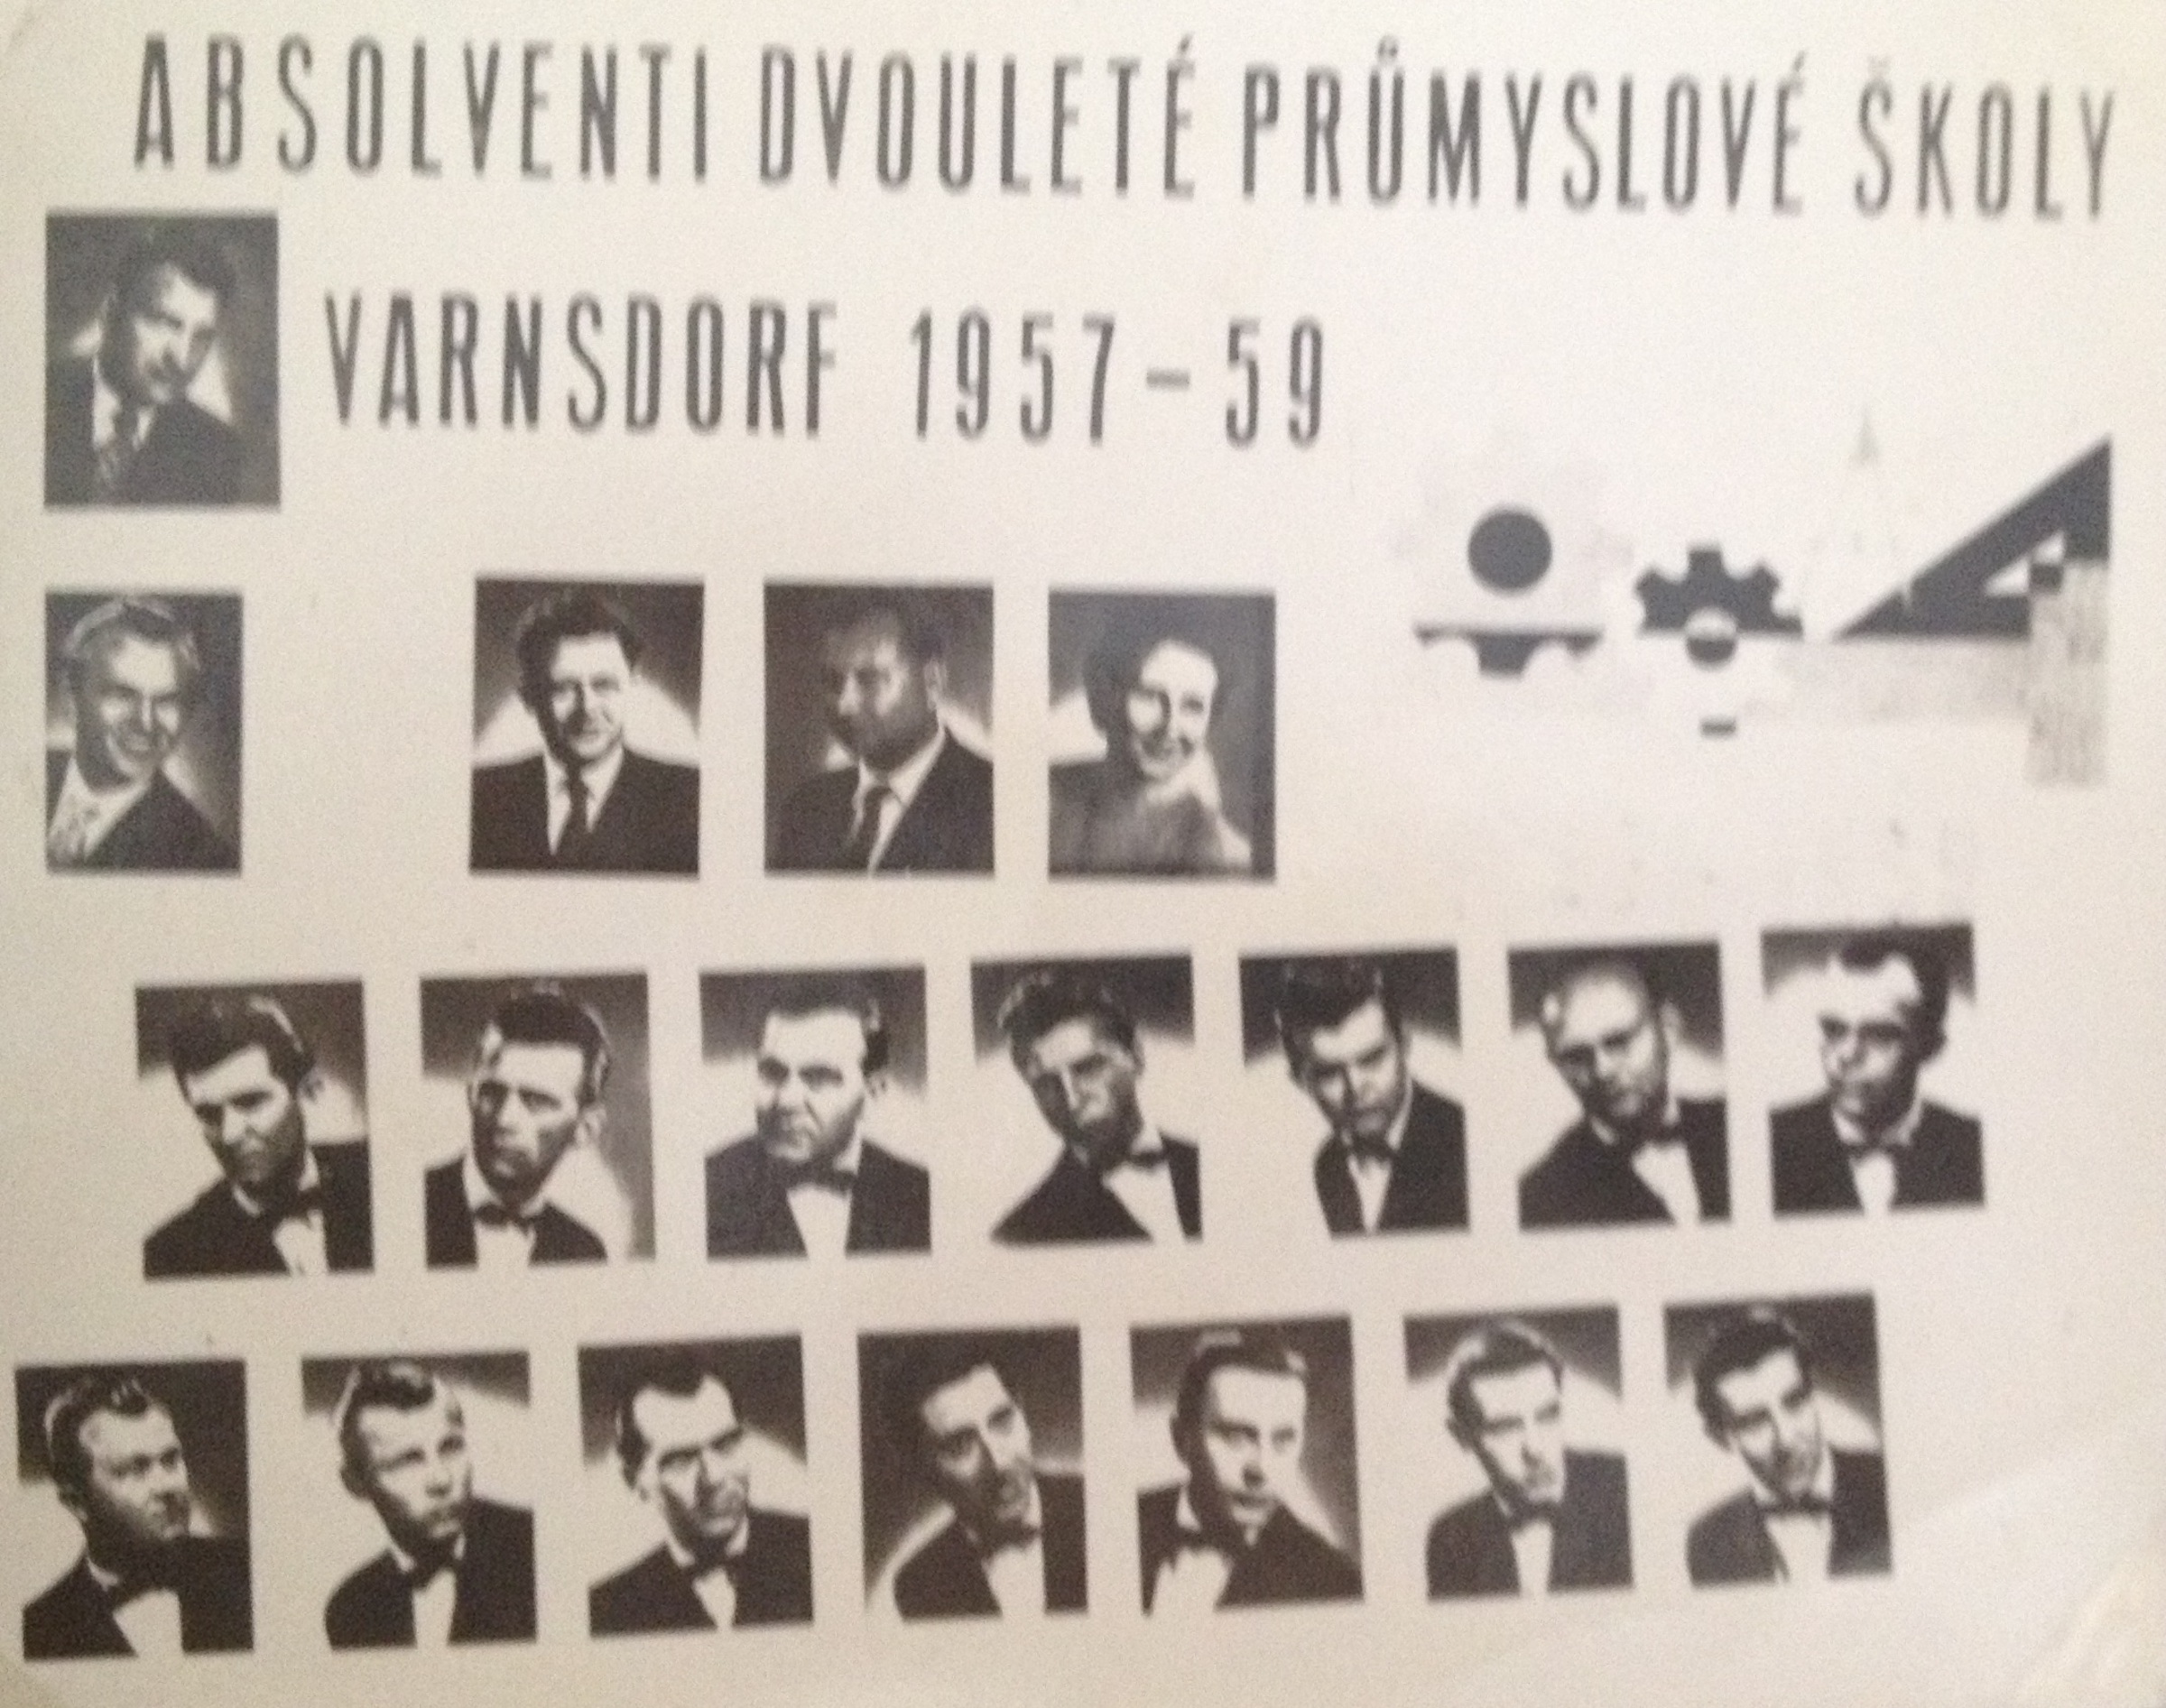 ABSOLVENTI DVOULETÉ PRŮMYSLOVÉ ŠKOLY
VARNSDORF 1957-59